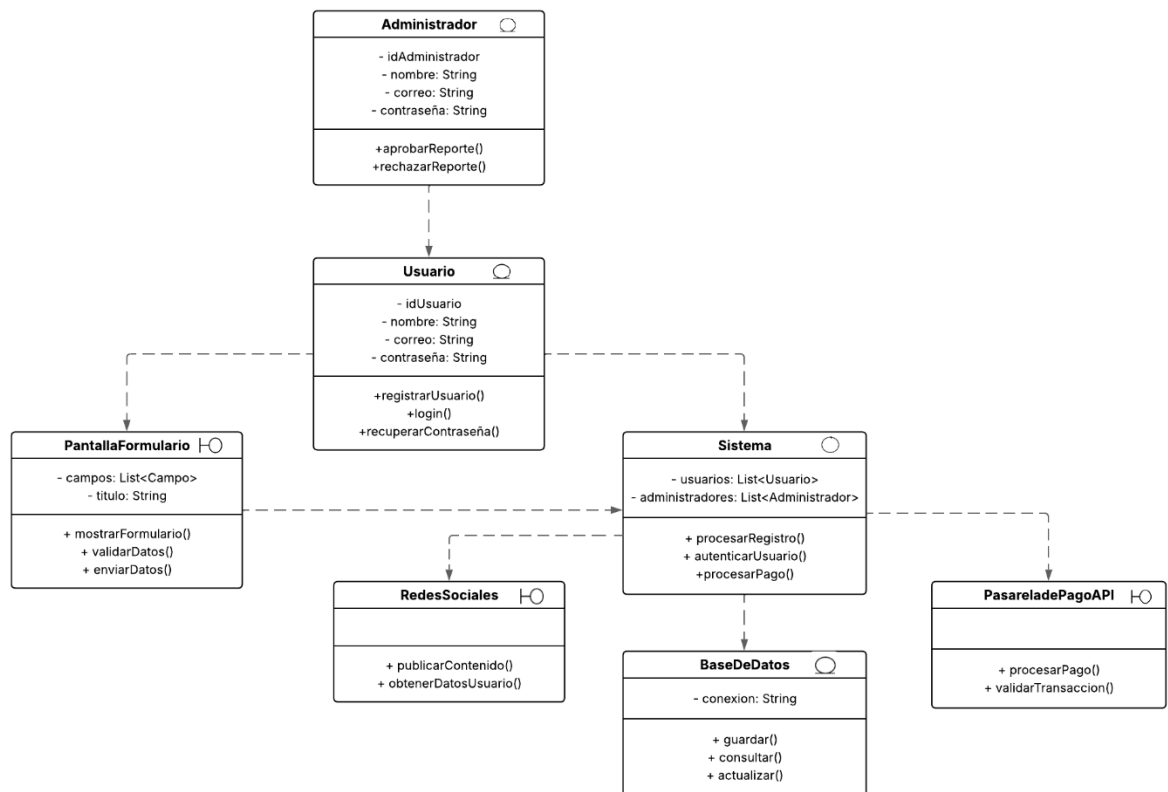 Administrador
- idAdministrador
- nombre: String
- correo: String
- contraseña: String
+aprobarReporte()
+rechazarReporte()
Usuario
- idUsuario
- nombre: String
- correo: String
- contraseña: String
+registrarUsuario()
+login()
+recuperarContraseña()
PantallaFormulario
- campos: List<Campo>
- titulo: String
+ mostrarFormulario()
+ validarDatos()
+ enviarDatos()
Sistema
- usuarios: List<Usuario>
- administradores: List<Administrador>
+ procesarRegistro()
+ autenticarUsuario()
+procesarPago()
RedesSociales
+ publicarContenido()
+ obtenerDatosUsuario()
BaseDeDatos
- conexion: String
+ guardar()
+ consultar()
+ actualizar()
PasareladePagoAPI
+ procesarPago()
+ validarTransaccion()